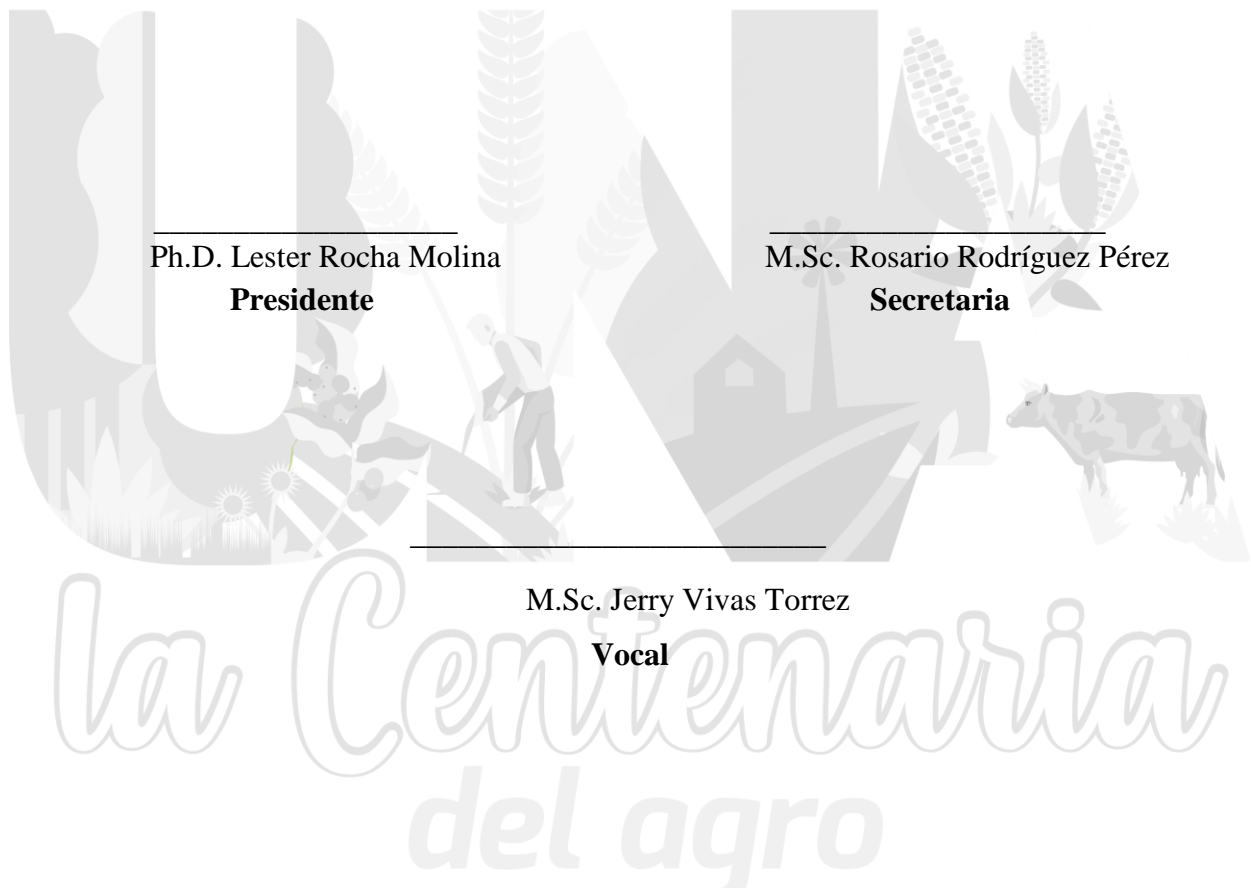 UNA
Ph.D. Lester Rocha Molina
M.Sc. Rosario Rodríguez Pérez
Presidente
Secretaria
M.Sc. Jerry Vivas Torrez
Vocal
la Centenaria
del agro